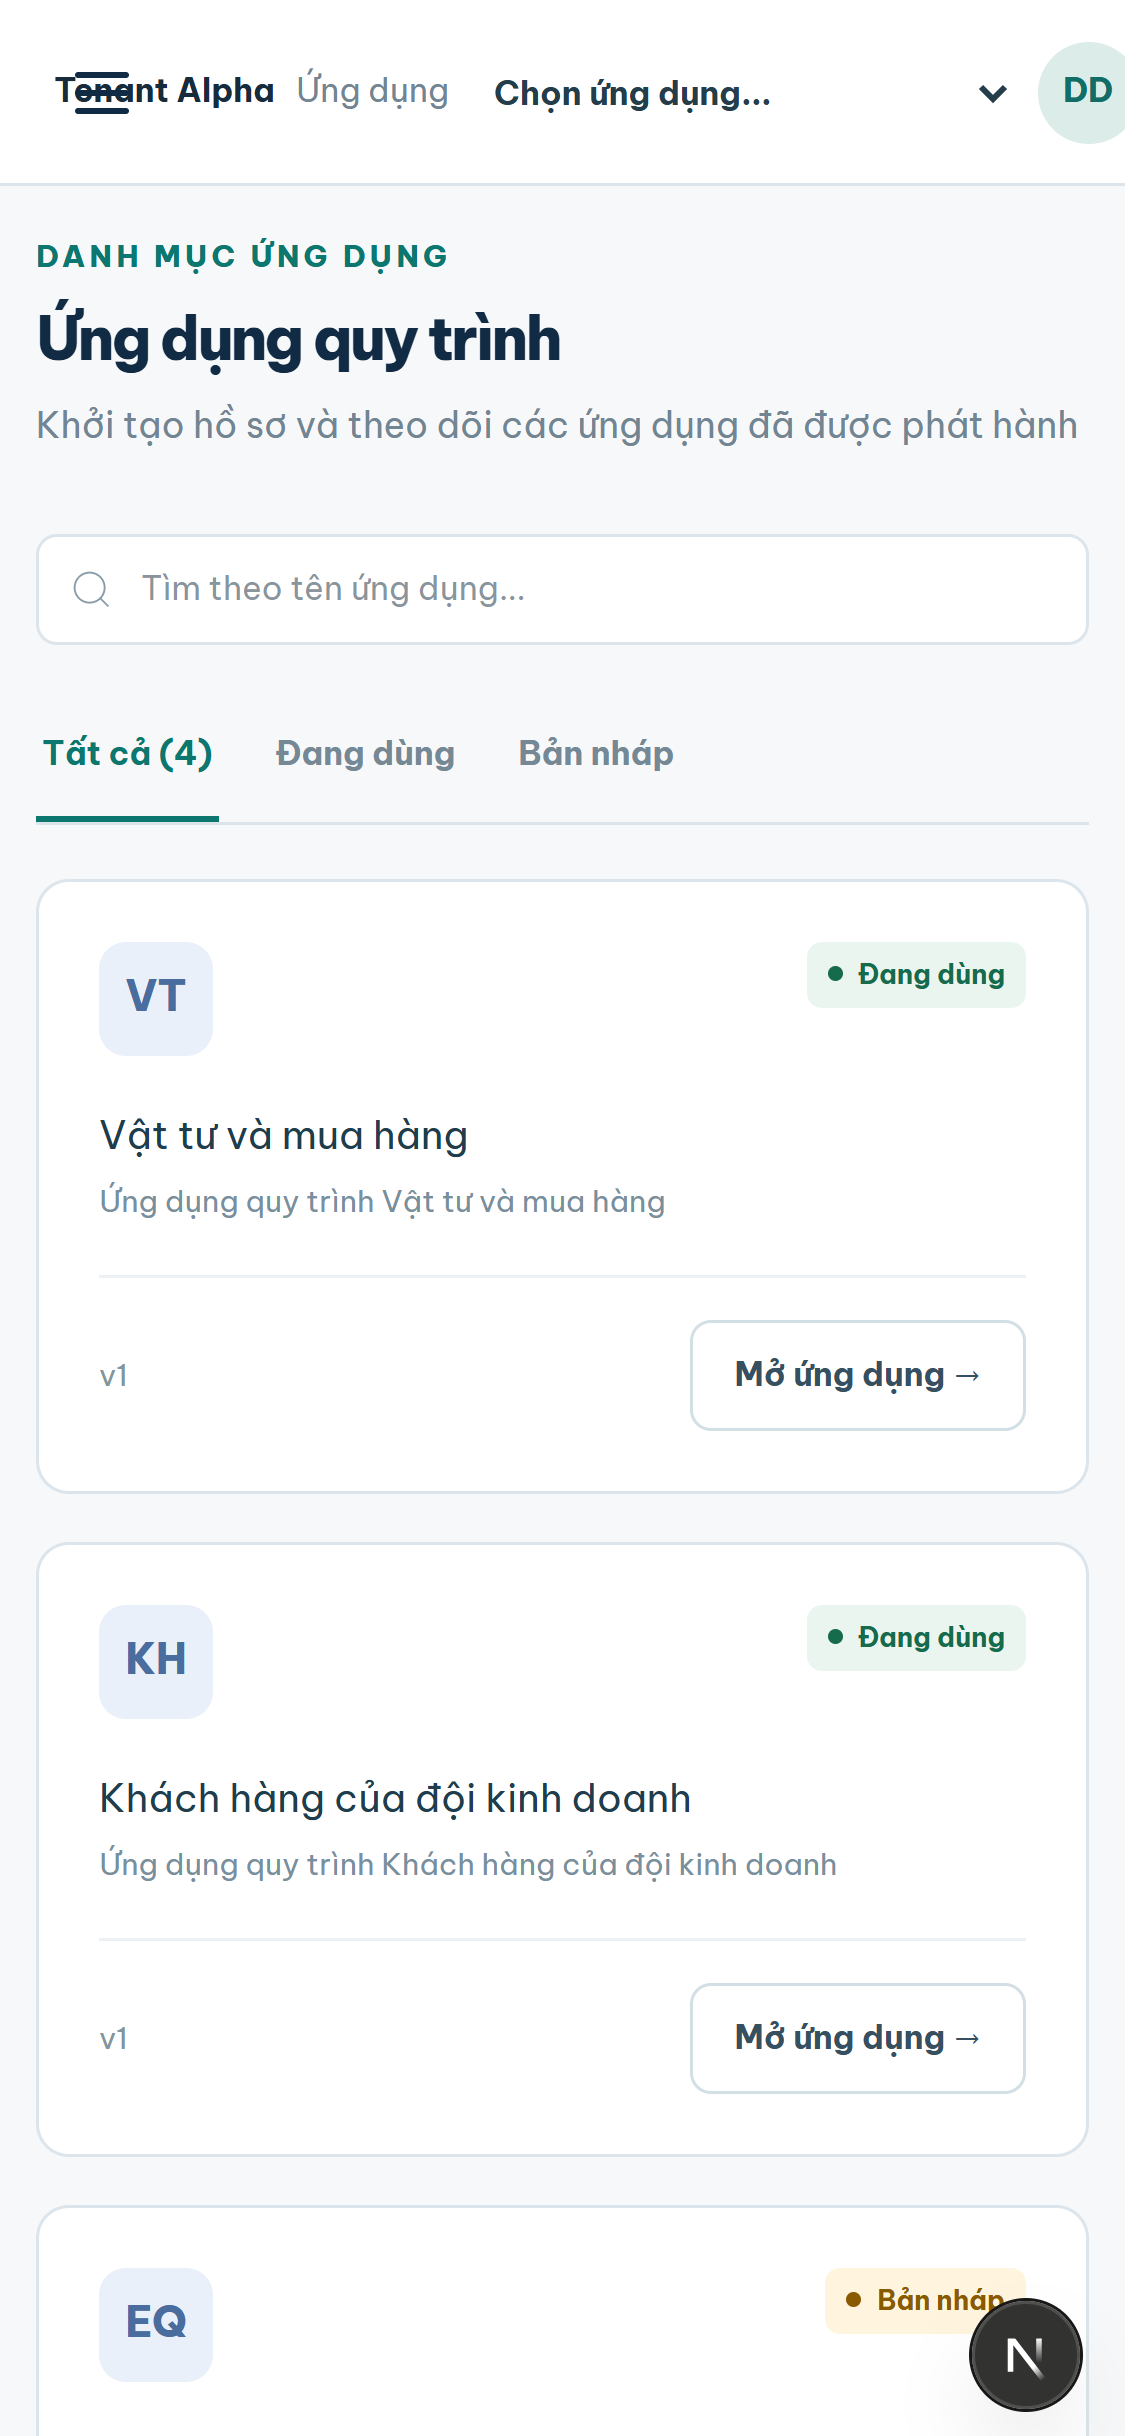 Tenant Alpha Ứng dụng Chọn ứng dụng... DD
DANH MỤC ỨNG DỤNG
Ứng dụng quy trình
Khởi tạo hồ sơ và theo dõi các ứng dụng đã được phát hành
Tìm theo tên ứng dụng...
Tất cả (4) Đang dùng Bản nháp
VT Đang dùng
Vật tư và mua hàng
Ứng dụng quy trình Vật tư và mua hàng
v1 Mở ứng dụng →
KH Đang dùng
Khách hàng của đội kinh doanh
Ứng dụng quy trình Khách hàng của đội kinh doanh
v1 Mở ứng dụng →
EQ Bản nháp
N